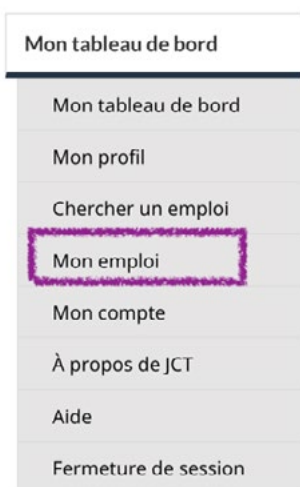 Mon tableau de bord
Mon tableau de bord
Mon profil
Chercher un emploi
Mon emploi
Mon compte
À propos de JCT
Aide
Fermeture de session